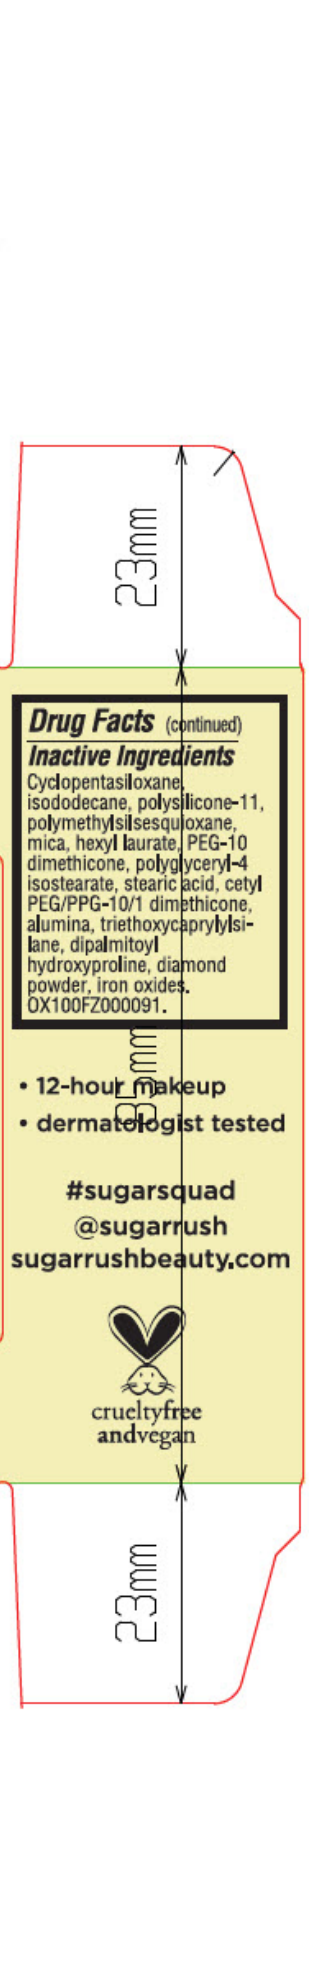 23mm
Drug Facts (continued)
Inactive Ingredients
Cyclopentasiloxane,
isododecane, polysilicone-11,
polymethylsilsesquioxane,
mica, hexyl laurate, PEG-10
dimethicone, polyglyceryl-4
isostearate, stearic acid, cetyl
PEG/PPG-10/1 dimethicone,
alumina, triethoxycaprylylsi-
lane, dipalmitoyl
hydroxyproline, diamond
powder, iron oxides.
OX100FZ000091.
85mm
• 12-hour makeup
• dermatologist tested
#sugarsquad
@sugarrush
sugarrushbeauty.com
crueltyfree
andvegan
23mm